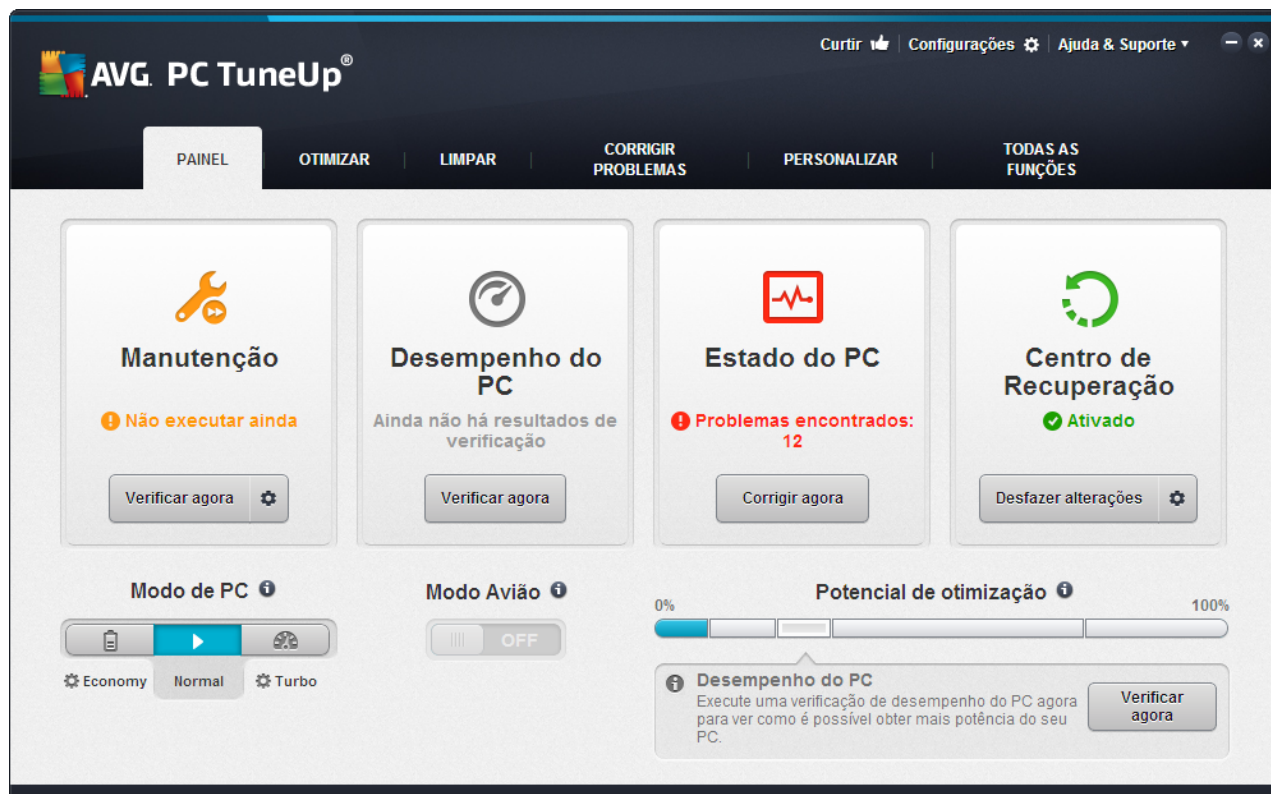 Curtir
Configurações
Ajuda & Suporte
AVG. PC TuneUp®
PAINEL
OTIMIZAR
LIMPAR
CORRIGIR
PROBLEMAS
PERSONALIZAR
TODAS AS
FUNÇÕES
Manutenção
Não executar ainda
Verificar agora
Desempenho do
PC
Ainda não há resultados de
verificação
Verificar agora
Estado do PC
Problemas encontrados:
12
Corrigir agora
Centro de
Recuperação
Ativado
Desfazer alterações
Modo de PC
Economy
Normal
Turbo
Modo Avião
OFF
Potencial de otimização
0%
100%
Desempenho do PC
Execute uma verificação de desempenho do PC agora
para ver como é possível obter mais potência do seu
PC.
Verificar
agora